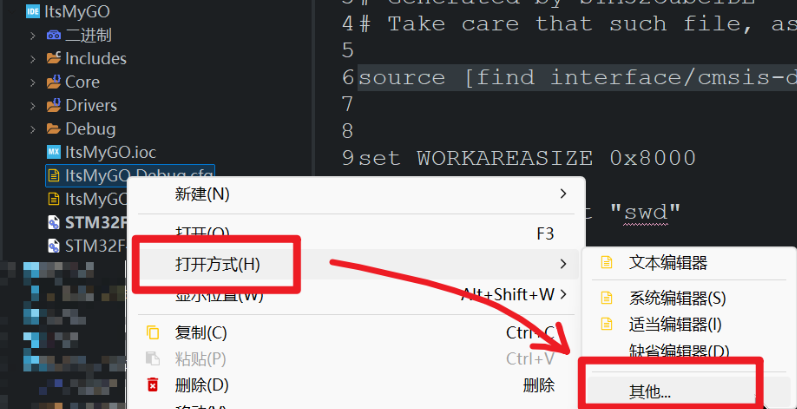 ItsMyGO
二进制
Includes
Core
Drivers
Debug
ItsMyGO.ioc
ItsMyGO Debug.cfg
ItsMyGO
STM32F
STM32F
# Generated by STM32CubeIDE
# Take care that such file, as
5
6 source [find interface/cmsis-d
7
8
9 set WORKAREASIZE 0x8000
t "swd"
新建(N)
打开(O) F3
打开方式(H)
显示位置(W) Alt+Shift+W
复制(C) Ctrl+C
粘贴(P) Ctrl+V
删除(D) 删除
文本编辑器
系统编辑器(S)
适当编辑器(I)
缺省编辑器(D)
其他...